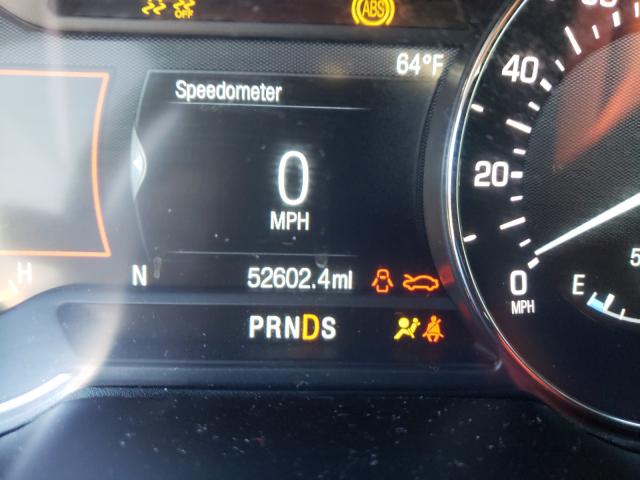 OFF ABS
64°F
Speedometer
40
0
MPH
20
H
N 52602.4mi
0
MPH
E
PRNDS